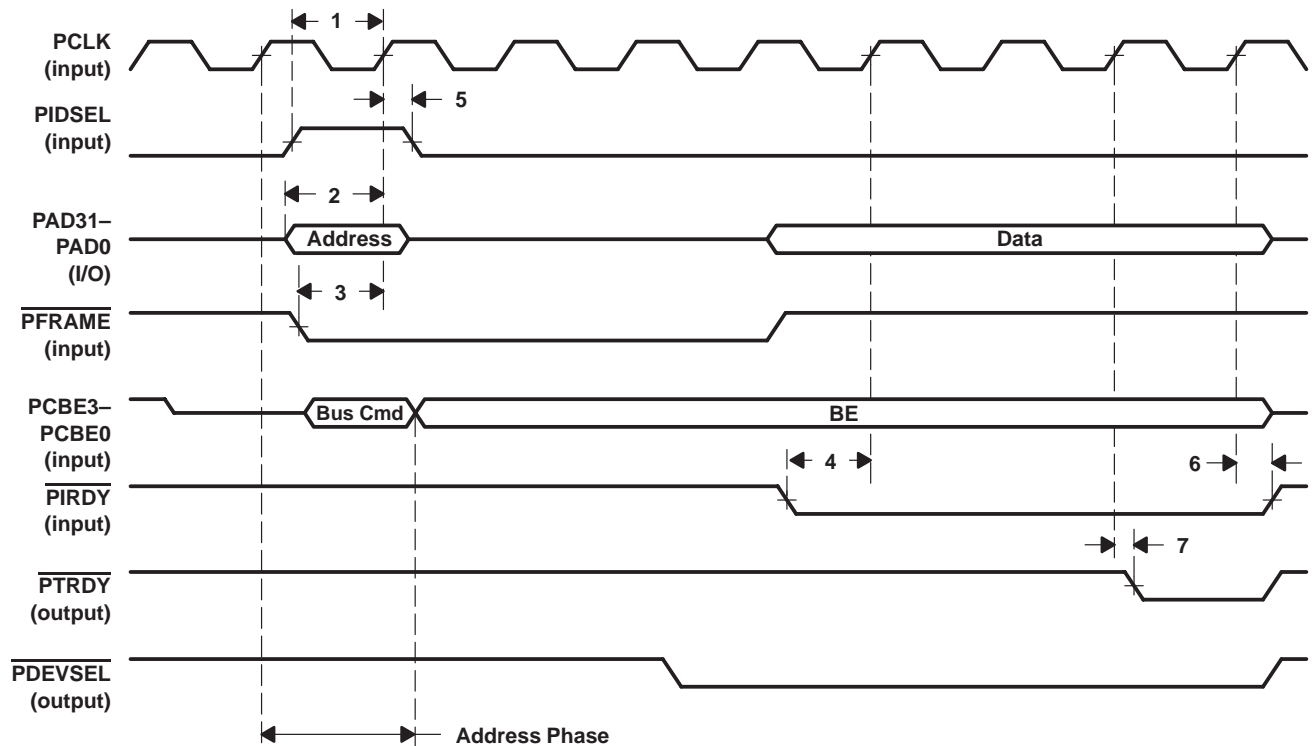 1
PCLK
(input)
5
PIDSEL
(input)
2
PAD31–
PAD0
(I/O)
Address
Data
3
PFRAME
(input)
PCBE3–
PCBE0
(input)
Bus Cmd
BE
4
6
PIRDY
(input)
7
PTRDY
(output)
PDEVSEL
(output)
Address Phase